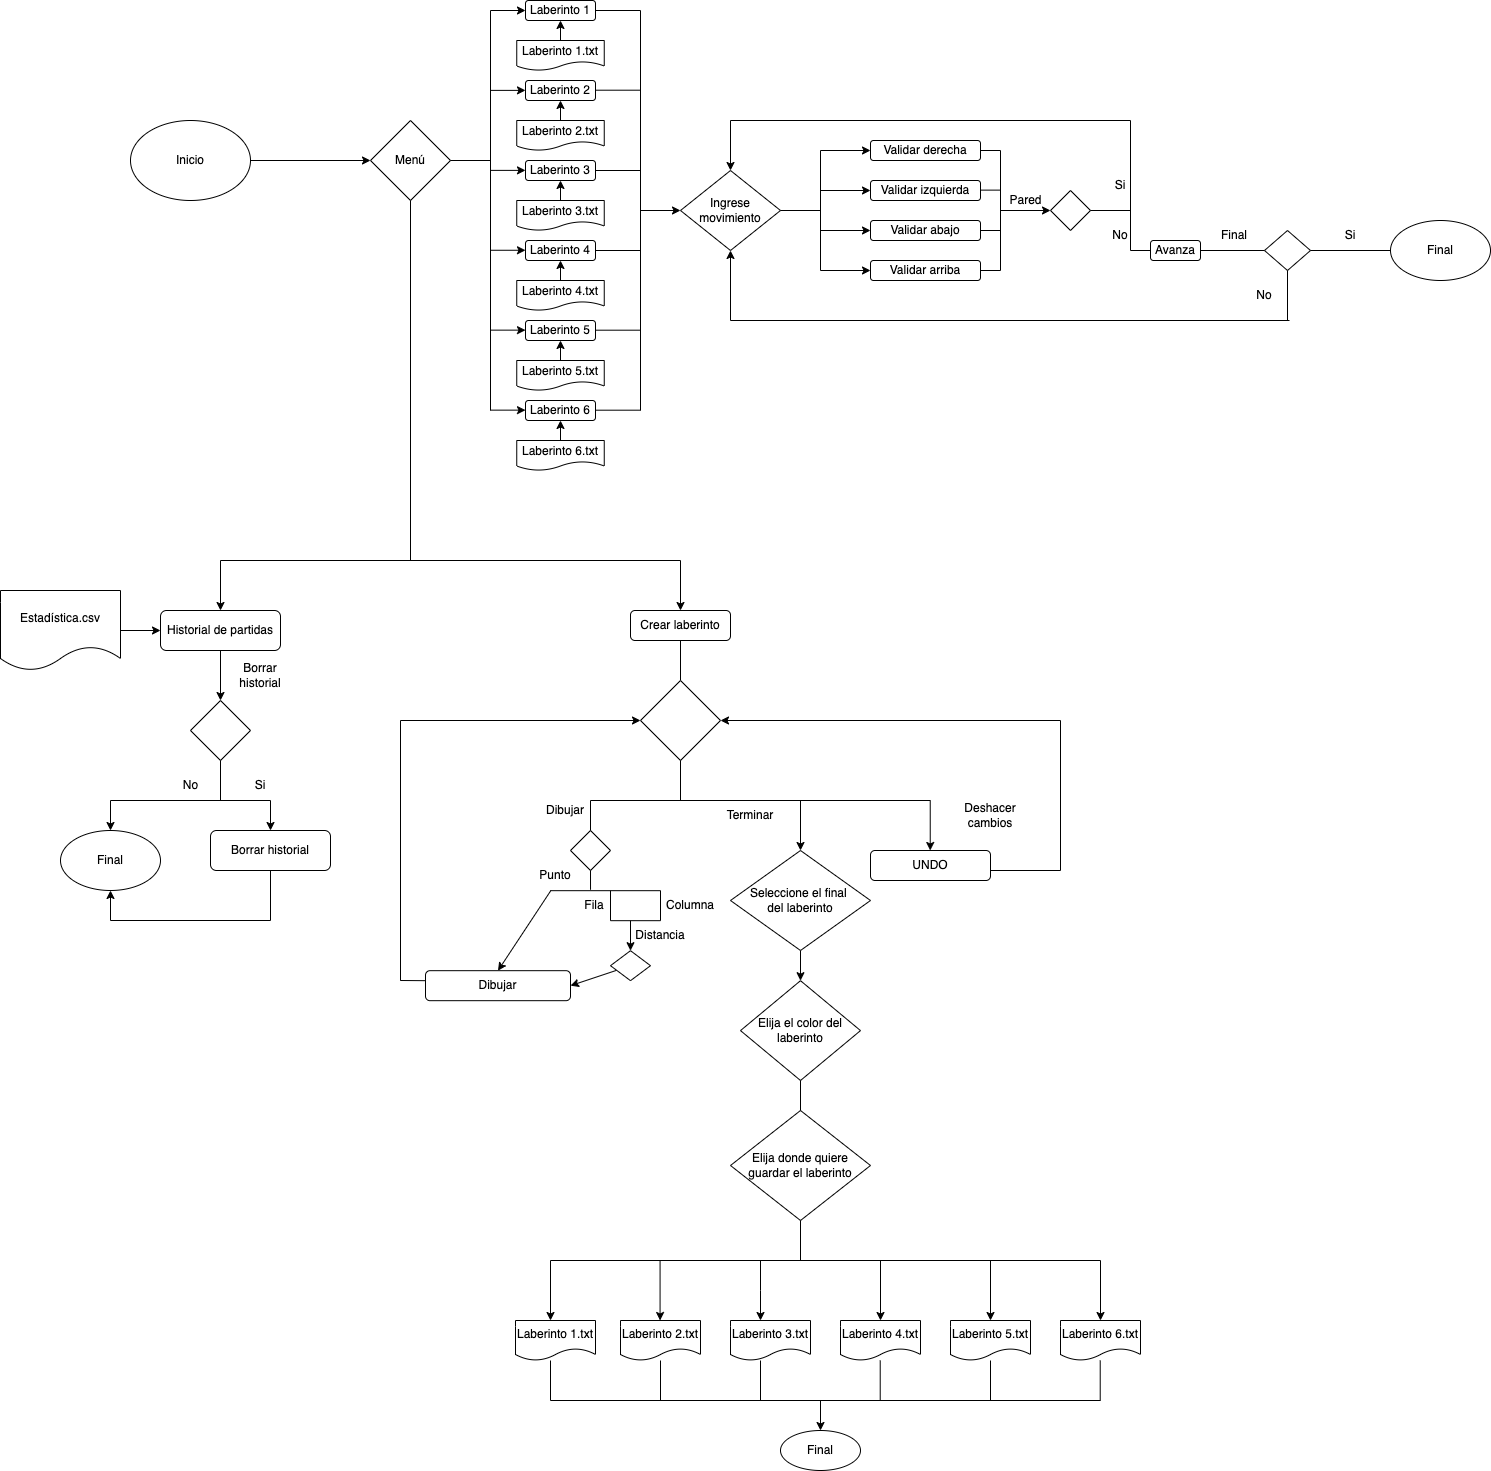 Laberinto 1
Laberinto 1.txt
Laberinto 2
Laberinto 2.txt
Inicio
Menú
Laberinto 3
Laberinto 3.txt
Laberinto 4
Laberinto 4.txt
Laberinto 5
Laberinto 5.txt
Laberinto 6
Laberinto 6.txt
Ingrese
movimiento
Validar derecha
Validar izquierda
Validar abajo
Validar arriba
Pared
Si
No
Avanza
Final
Si
No
Final
Estadística.csv
Historial de partidas
Borrar
historial
No
Si
Final
Borrar historial
Crear laberinto
Dibujar
Terminar
Deshacer
cambios
UNDO
Punto
Fila
Columna
Distancia
Dibujar
Seleccione el final
del laberinto
Elija el color del
laberinto
Elija donde quiere
guardar el laberinto
Laberinto 1.txt
Laberinto 2.txt
Laberinto 3.txt
Laberinto 4.txt
Laberinto 5.txt
Laberinto 6.txt
Final